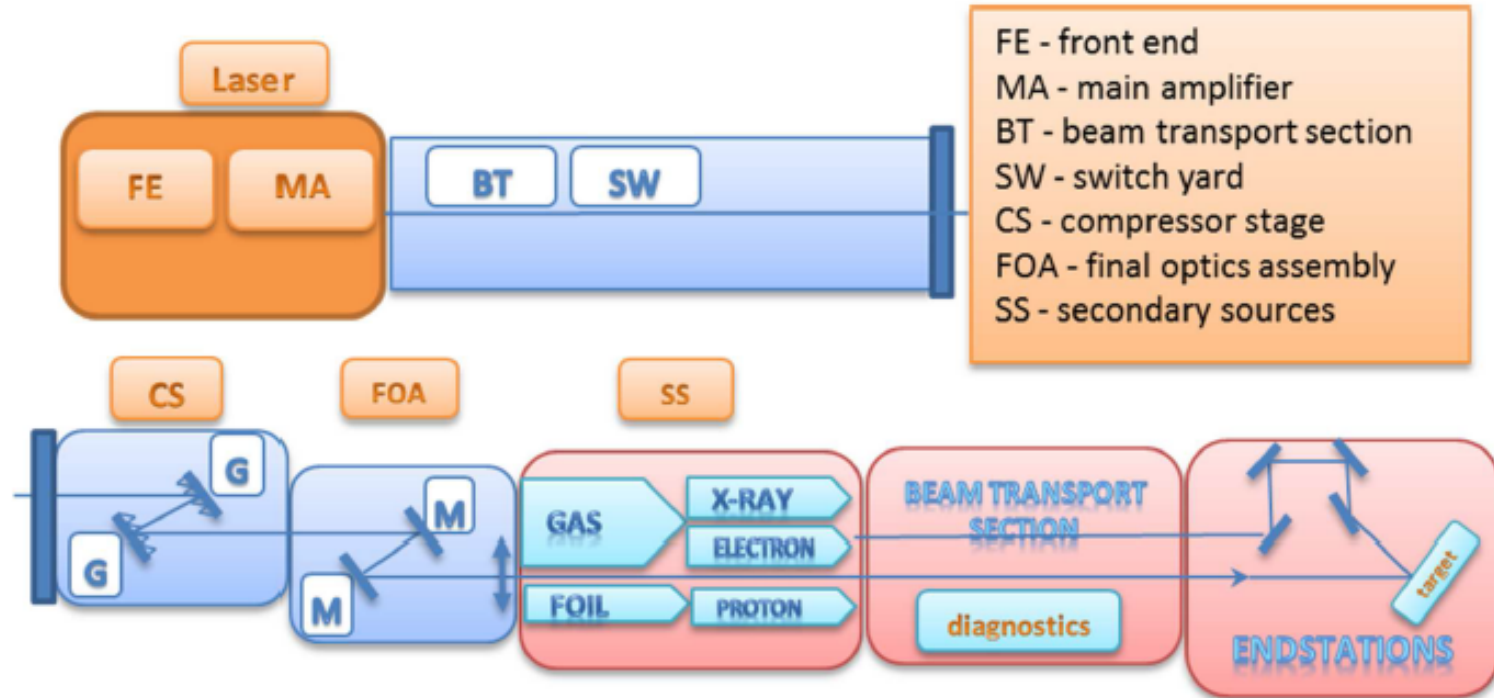 Laser
FE
MA
BT
SW
FE - front end
MA - main amplifier
BT - beam transport section
SW - switch yard
CS - compressor stage
FOA - final optics assembly
SS - secondary sources
CS
FOA
SS
G
G
M
M
GAS
X-RAY
ELECTRON
FOIL
PROTON
BEAM TRANSPORT
SECTION
diagnostics
target
ENDSTATIONS